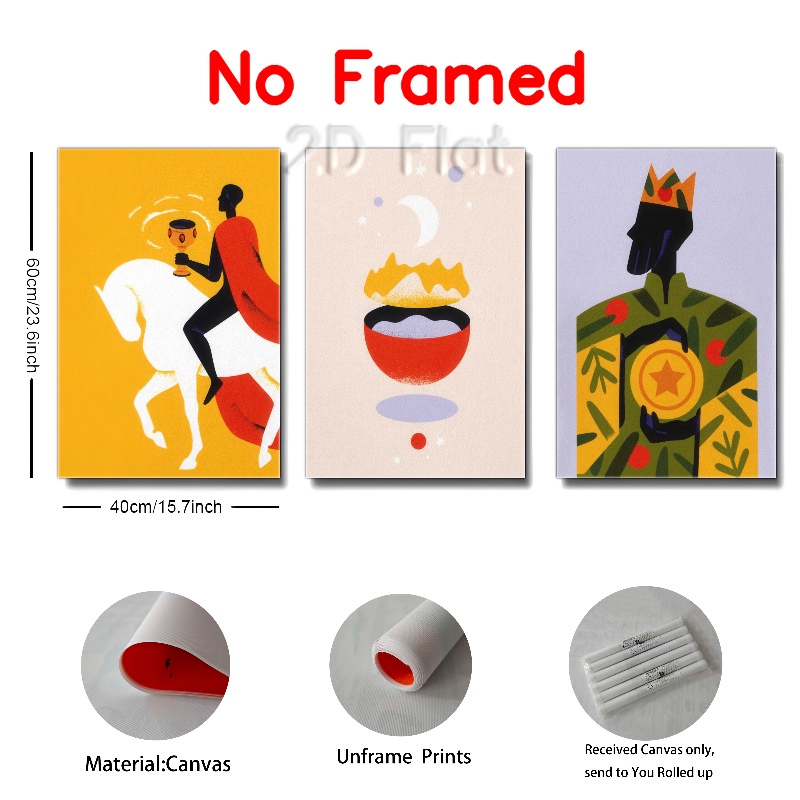 No Framed
2D Flat
60cm/23.6inch
40cm/15.7inch
Material:Canvas
Unframe Prints
Received Canvas only,
send to You Rolled up